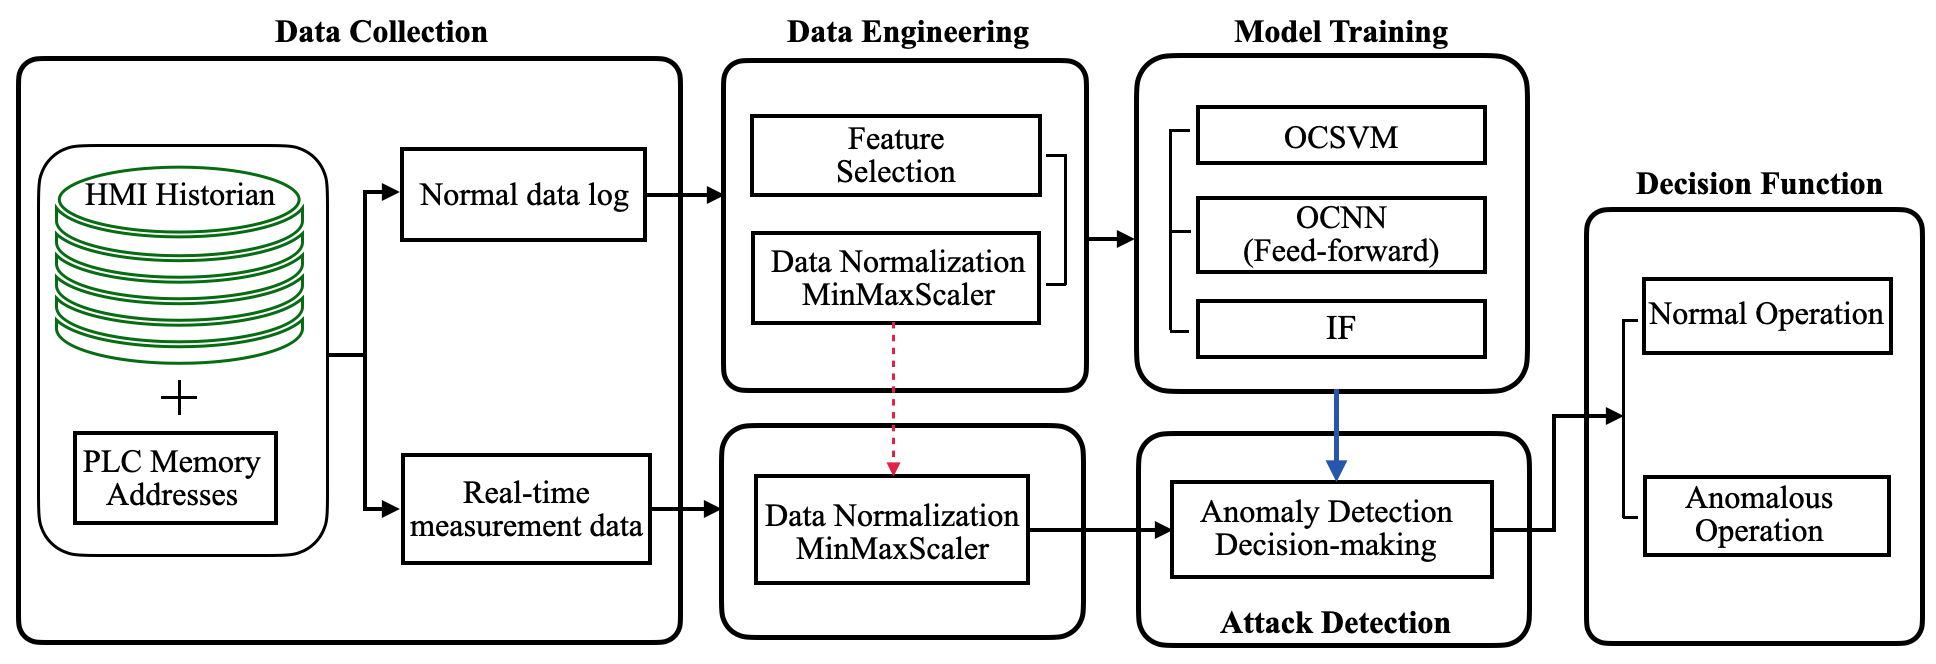 Data Collection
HMI Historian
PLC Memory
Addresses
Normal data log
Real-time
measurement data
Data Engineering
Feature
Selection
Data Normalization
MinMaxScaler
Data Normalization
MinMaxScaler
Model Training
OCSVM
OCNN
(Feed-forward)
IF
Anomaly Detection
Decision-making
Attack Detection
Decision Function
Normal Operation
Anomalous
Operation